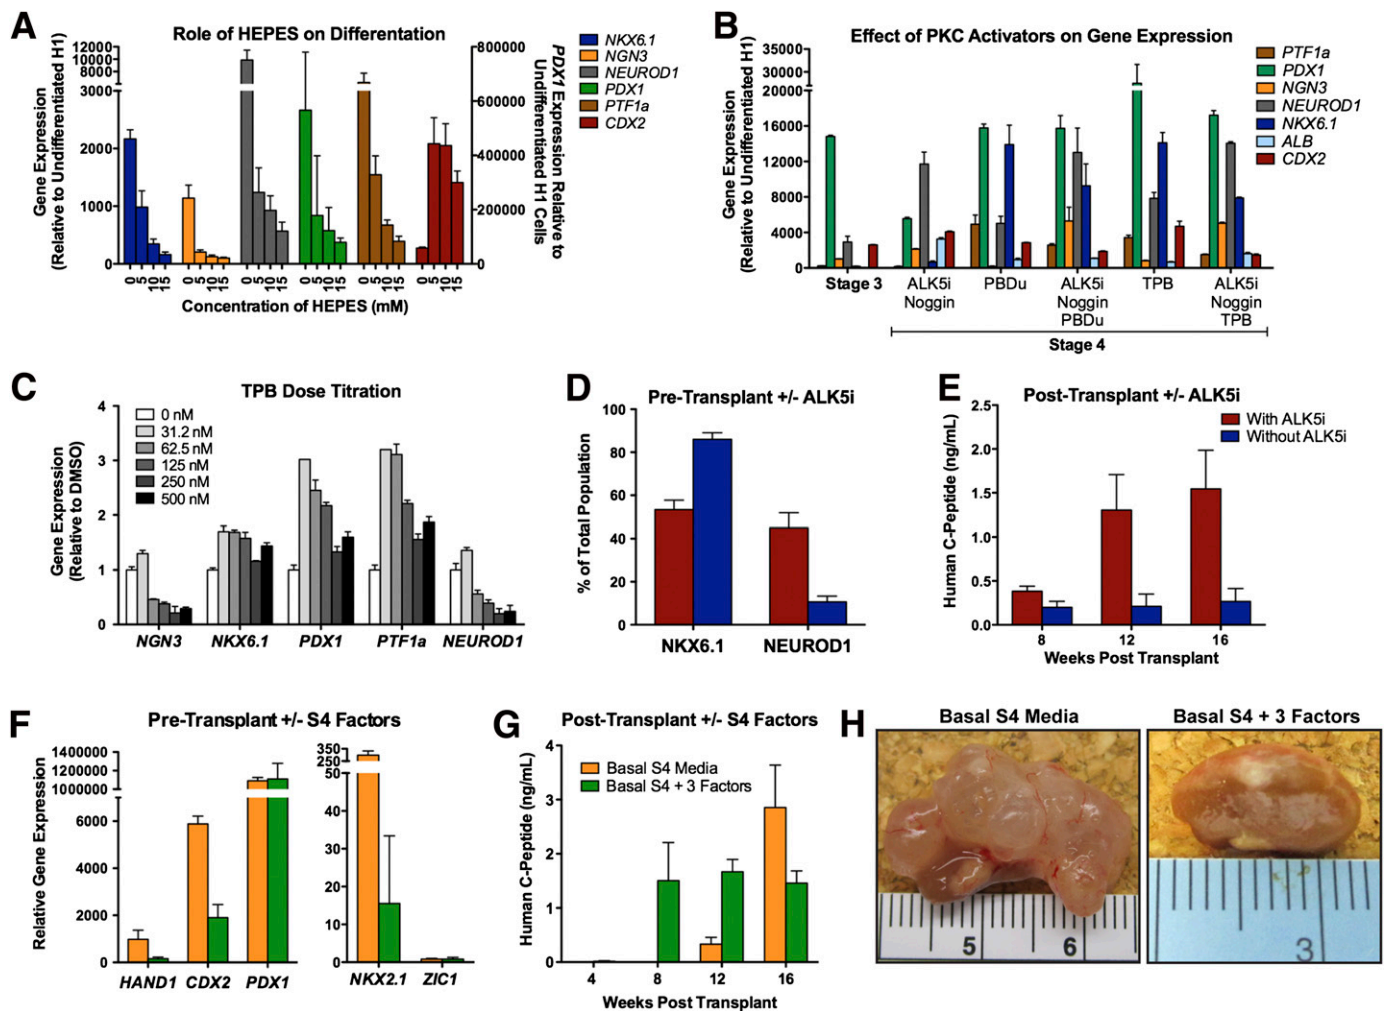 A
Role of HEPES on Differentation
Gene Expression
(Relative to Undifferentiated H1)
12000
10000
8000
3000
2000
1000
0
800000
600000
400000
200000
0
PDX1 Expression Relative to
Undifferentiated H1 Cells
NKX6.1
NGN3
NEUROD1
PDX1
PTF1a
CDX2
0 5 10 15 0 5 10 15 0 5 10 15 0 5 10 15 0 5 10 15 0 5 10 15
Concentration of HEPES (mM)
B
Effect of PKC Activators on Gene Expression
Gene Expression
(Relative to Undifferentiated H1)
35000
30000
25000
20000
16000
12000
8000
4000
0
PTF1a
PDX1
NGN3
NEUROD1
NKX6.1
ALB
CDX2
Stage 3
ALK5i
Noggin
PBDu
ALK5i
Noggin
PBDu
TPB
ALK5i
Noggin
TPB
Stage 4
C
TPB Dose Titration
Gene Expression
(Relative to DMSO)
4
3
2
1
0
0 nM
31.2 nM
62.5 nM
125 nM
250 nM
500 nM
NGN3 NKX6.1 PDX1 PTF1a NEUROD1
D
Pre-Transplant +/- ALK5i
% of Total Population
100
80
60
40
20
0
NKX6.1 NEUROD1
E
Post-Transplant +/- ALK5i
Human C-Peptide (ng/mL)
2.5
2.0
1.5
1.0
0.5
0.0
With ALK5i
Without ALK5i
8 12 16
Weeks Post Transplant
F
Pre-Transplant +/- S4 Factors
Relative Gene Expression
1400000
1200000
1000000
6000
4000
2000
0
HAND1 CDX2 PDX1
350
250
50
40
30
20
10
0
NKX2.1 ZIC1
G
Post-Transplant +/- S4 Factors
Human C-Peptide (ng/mL)
4
3
2
1
0
Basal S4 Media
Basal S4 + 3 Factors
4 8 12 16
Weeks Post Transplant
H
Basal S4 Media
5 6
Basal S4 + 3 Factors
3